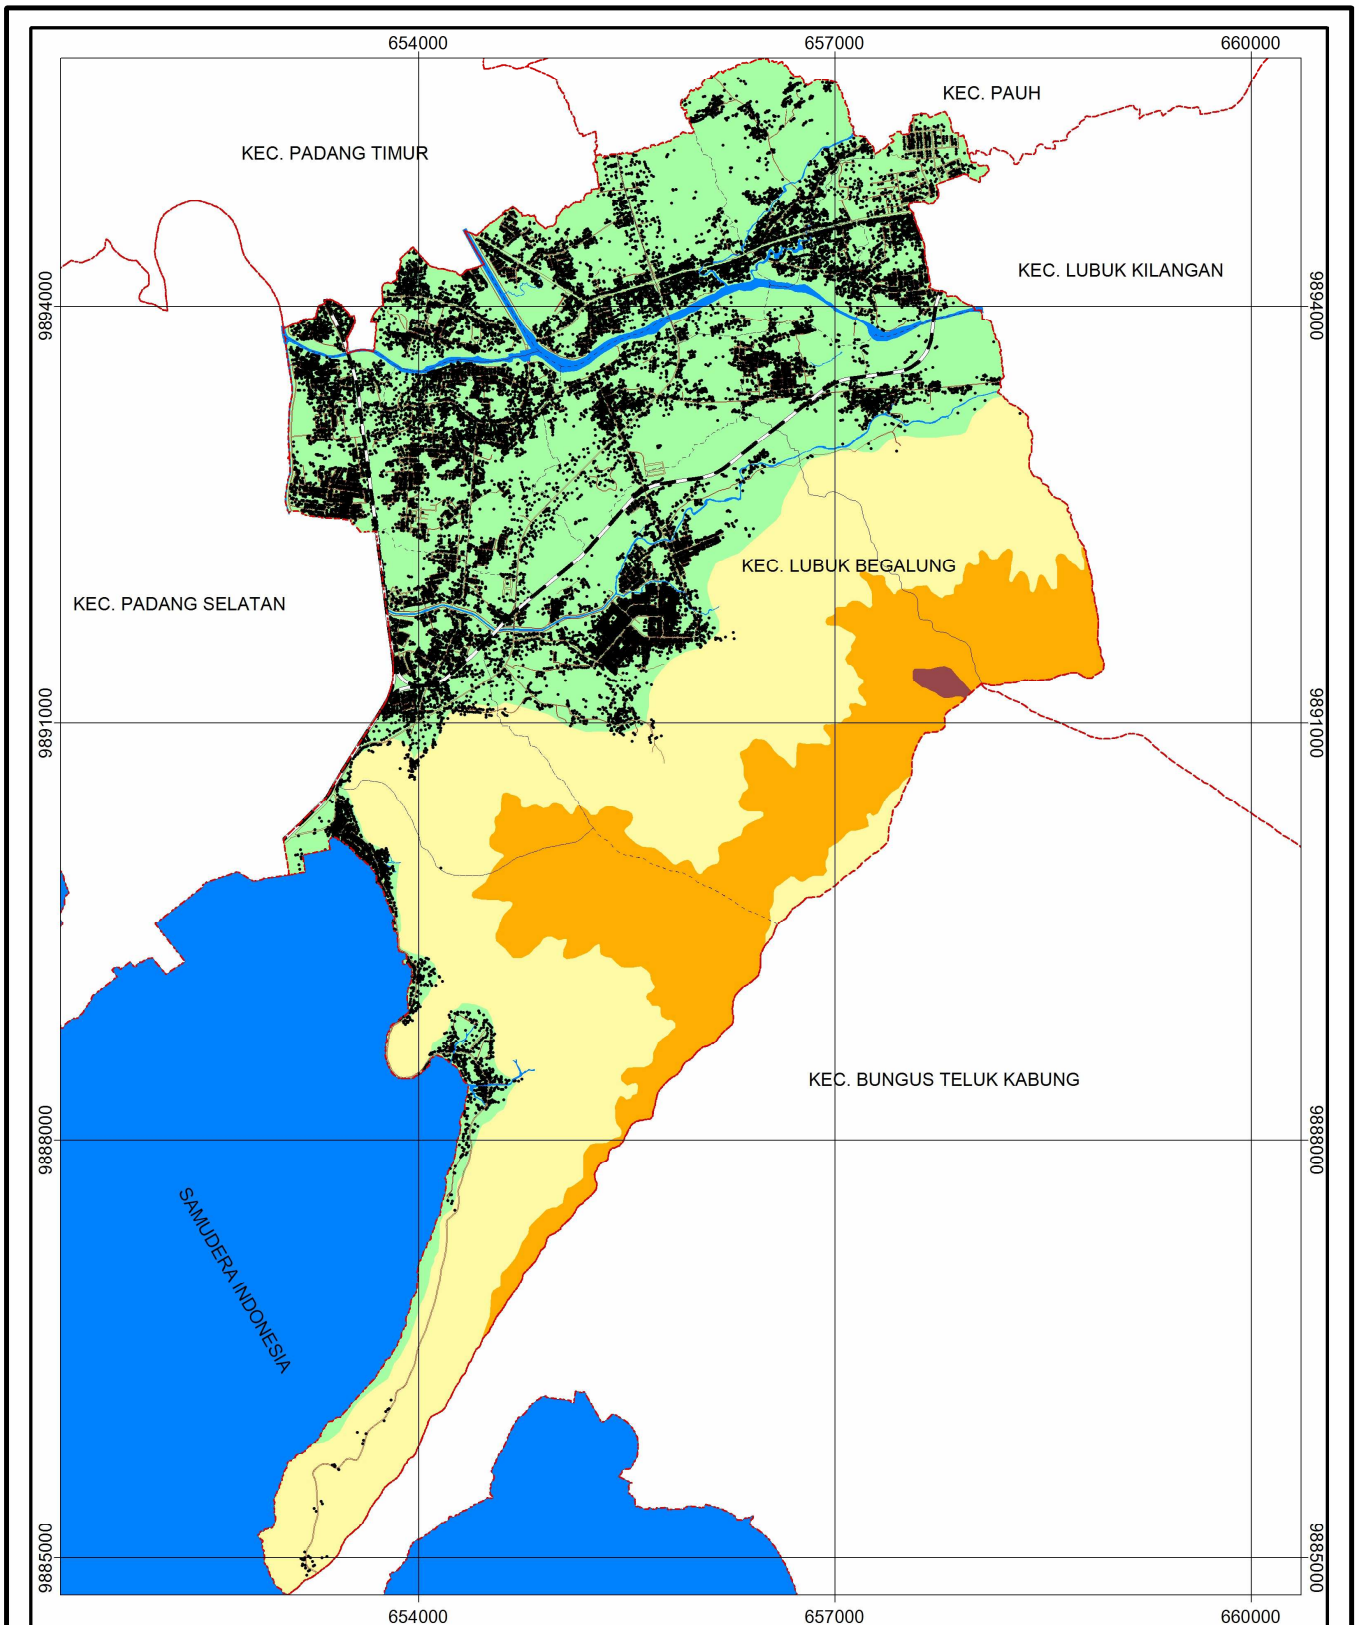 654000
657000
660000
KEC. PAUH
KEC. PADANG TIMUR
KEC. LUBUK KILANGAN
9894000
9894000
KEC. LUBUK BEGALUNG
KEC. PADANG SELATAN
9891000
9891000
KEC. BUNGUS TELUK KABUNG
9888000
9888000
SAMUDERA INDONESIA
9885000
9885000
654000
657000
660000